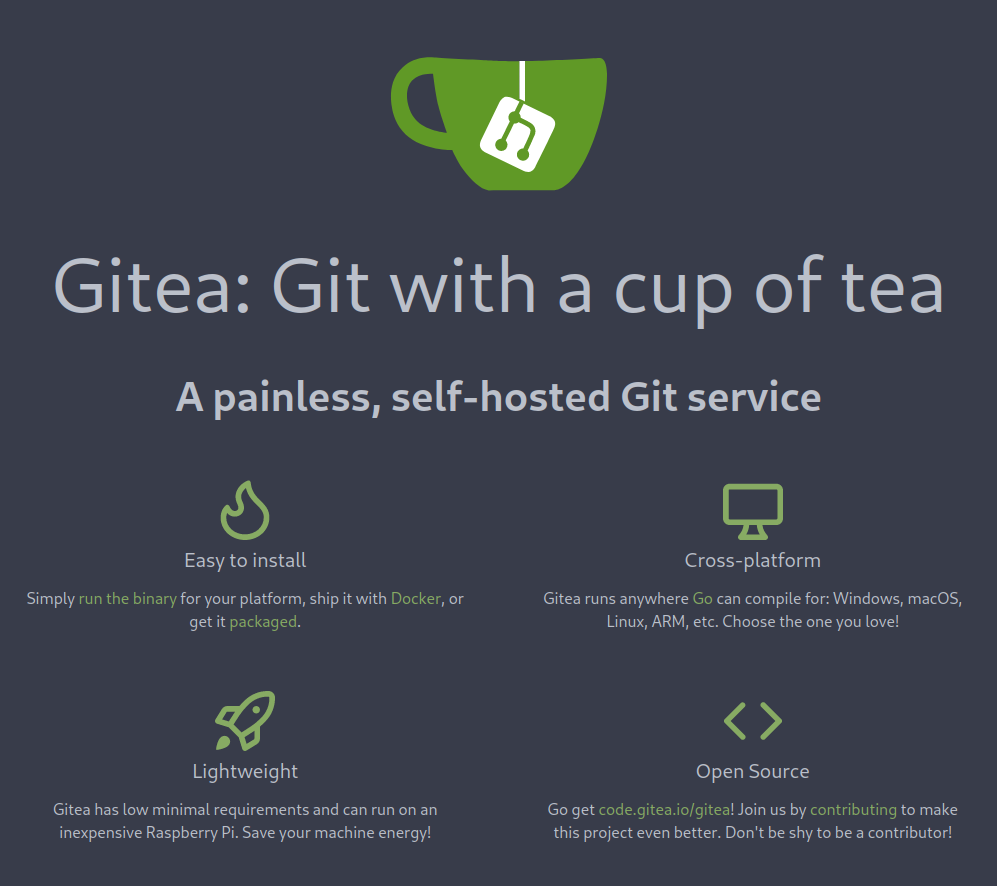 Gitea: Git with a cup of tea
A painless, self-hosted Git service
Easy to install
Simply run the binary for your platform, ship it with Docker, or
get it packaged.
Cross-platform
Gitea runs anywhere Go can compile for: Windows, macOS,
Linux, ARM, etc. Choose the one you love!
Lightweight
Gitea has low minimal requirements and can run on an
inexpensive Raspberry Pi. Save your machine energy!
Open Source
Go get code.gitea.io/gitea! Join us by contributing to make
this project even better. Don't be shy to be a contributor!